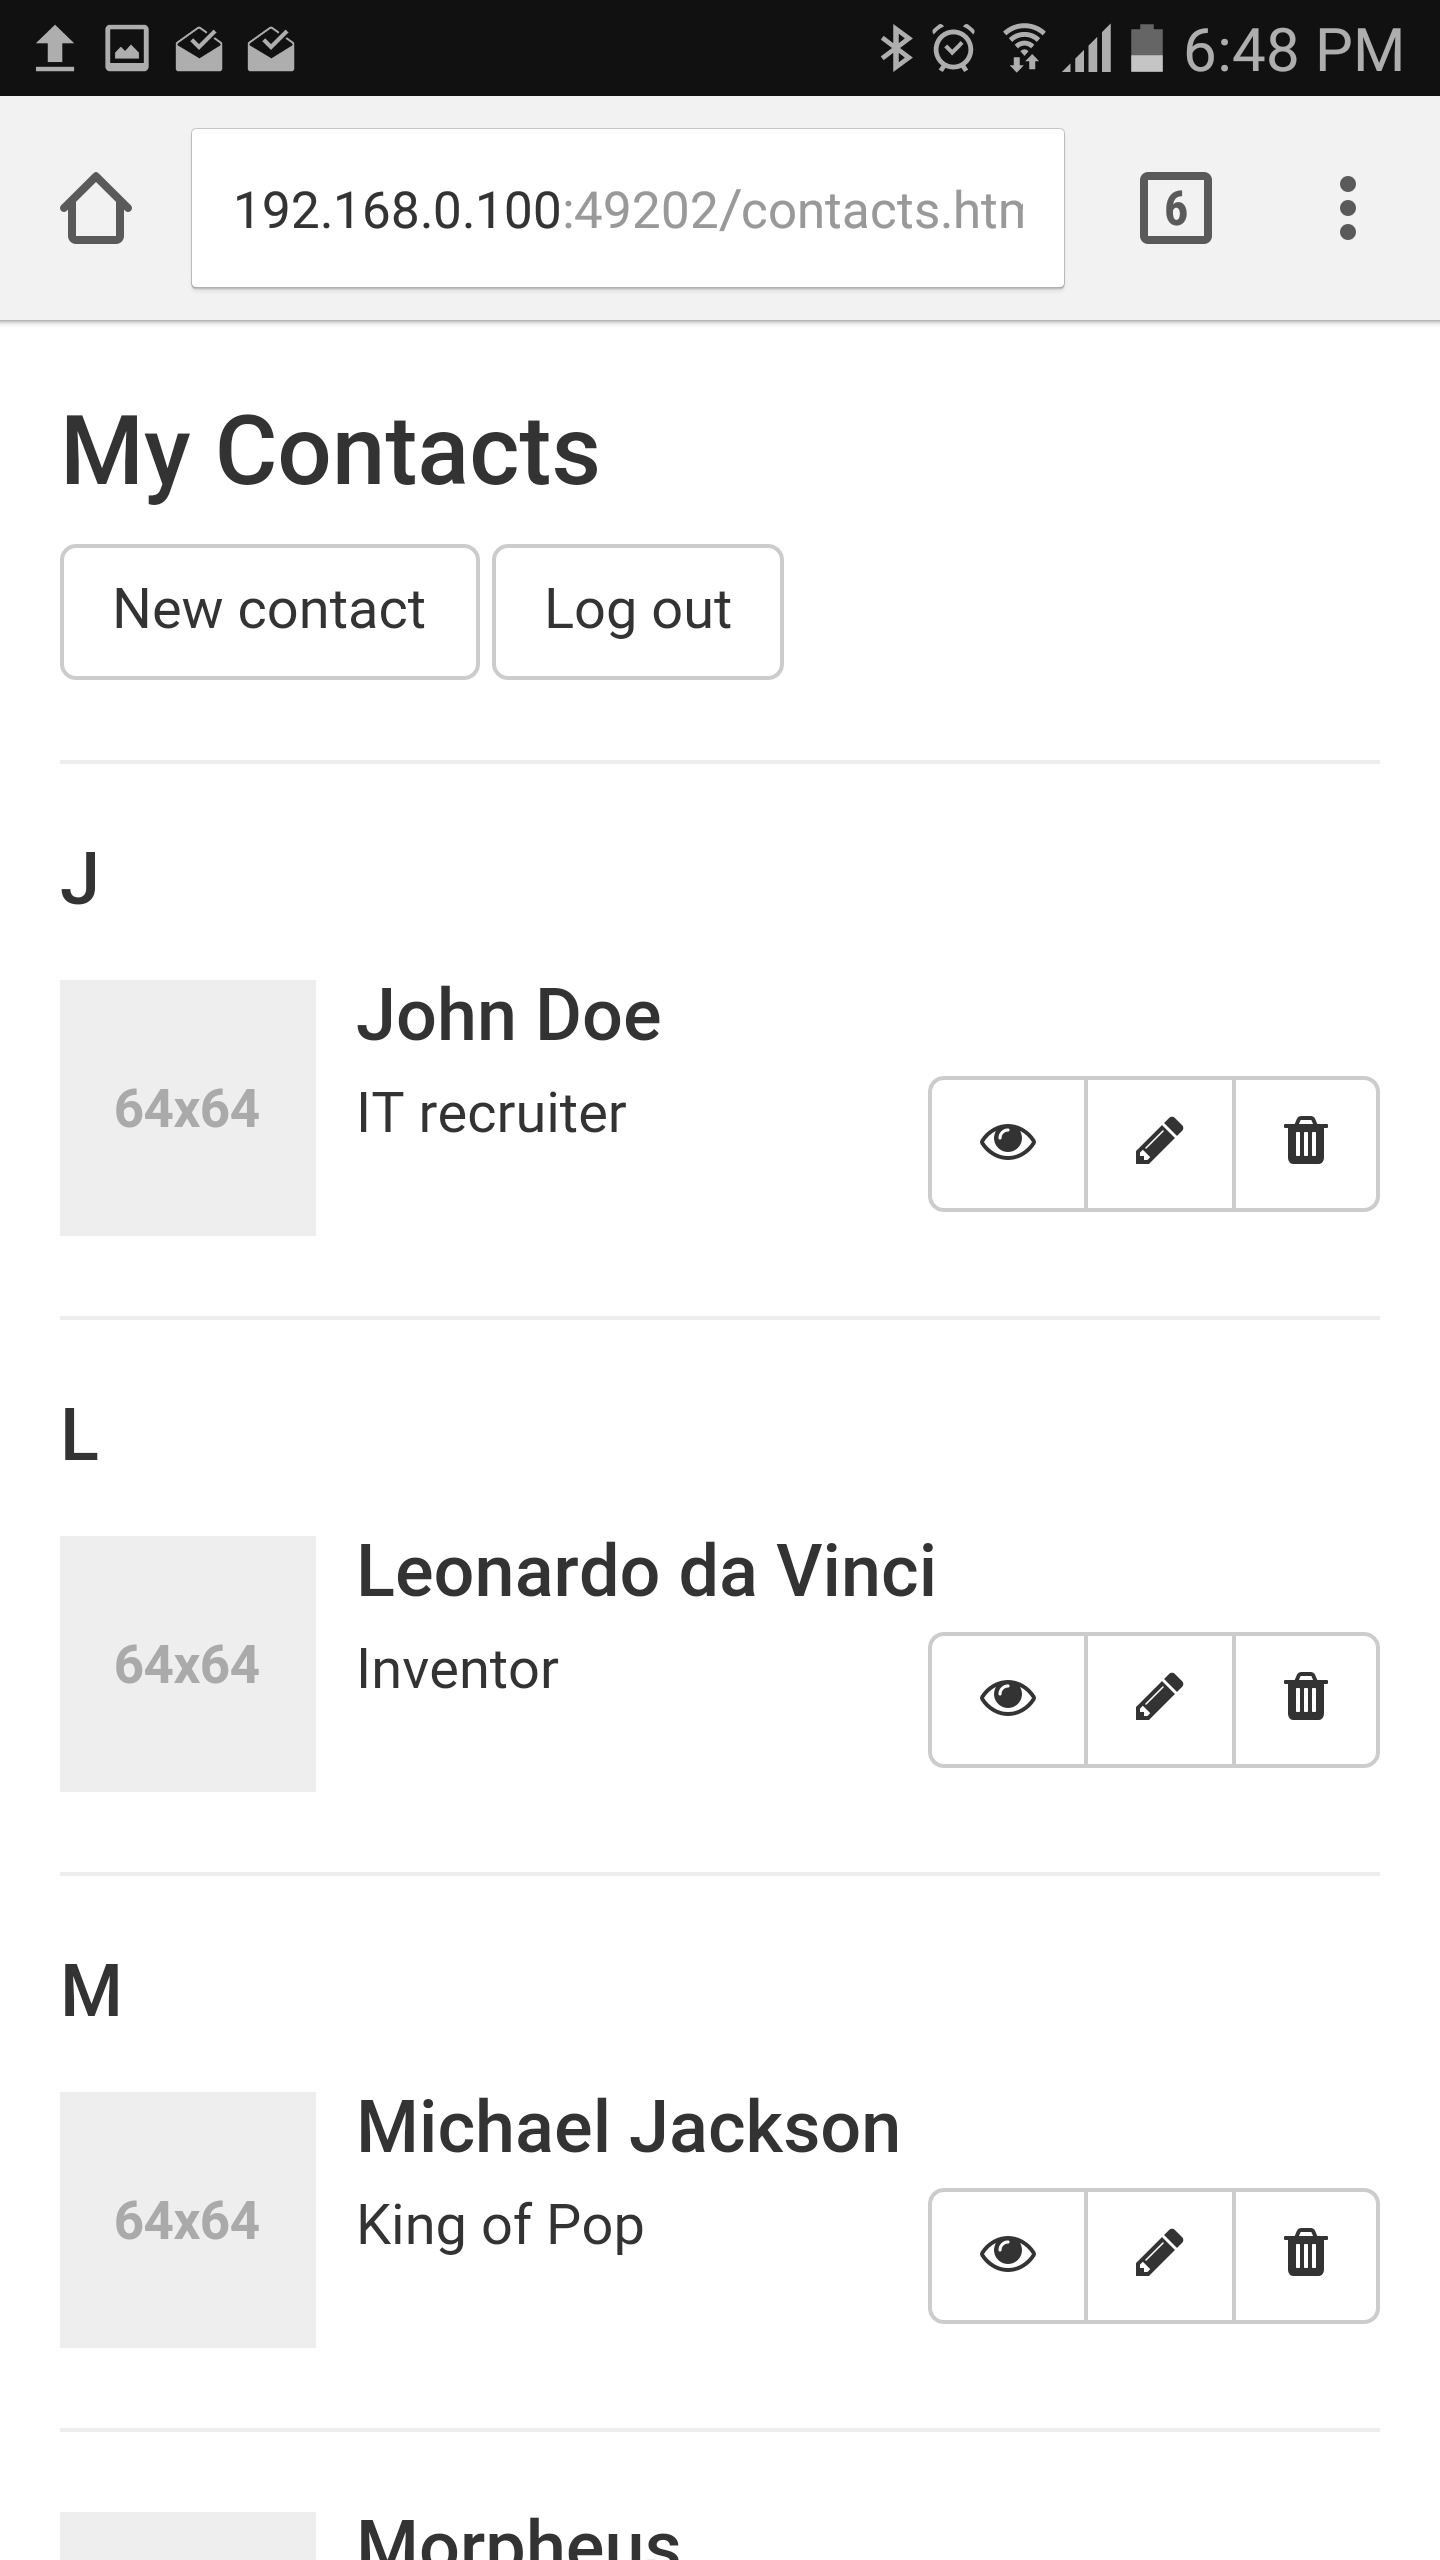 6:48 PM
192.168.0.100:49202/contacts.htm
6
My Contacts
New contact
Log out
J
64x64
John Doe
IT recruiter
L
64x64
Leonardo da Vinci
Inventor
M
64x64
Michael Jackson
King of Pop
Morpheus